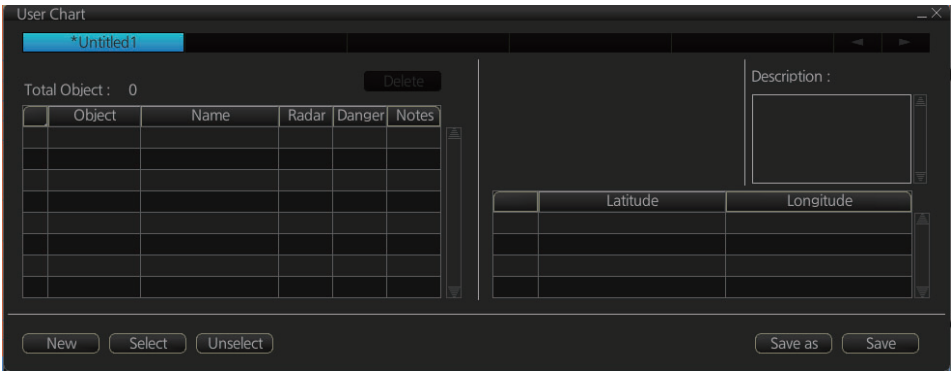 User Chart
*Untitled1
Total Object : 0
Delete
Object Name Radar Danger Notes
Description :
Latitude Longitude
New Select Unselect
Save as Save